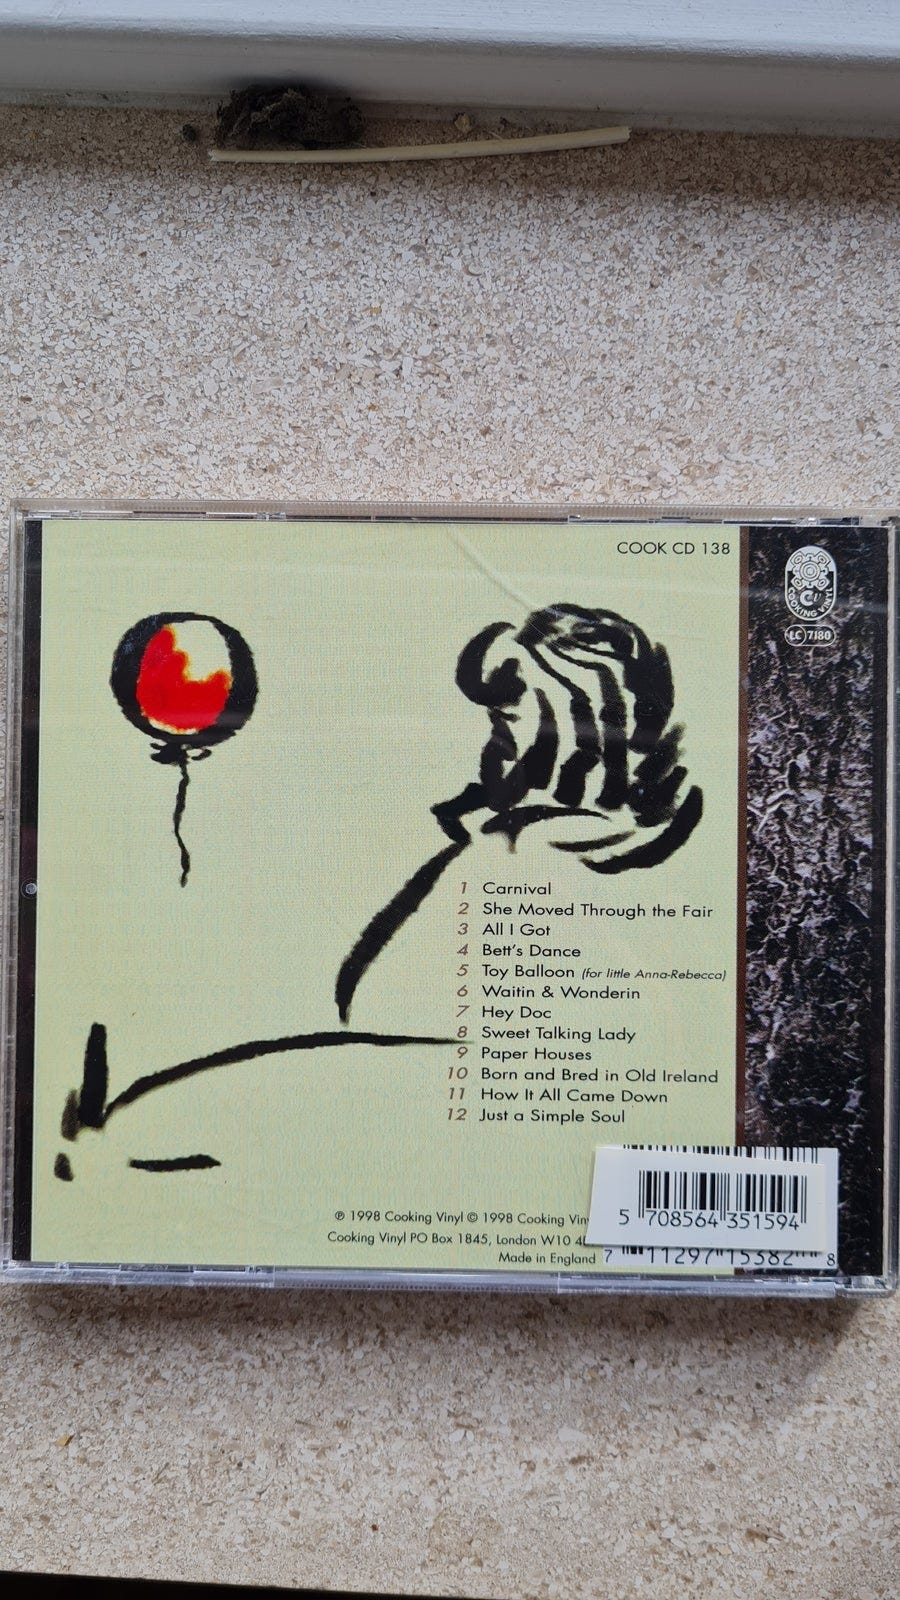 COOK CD 138
COOKING VINYL
LC 7180
1 Carnival
2 She Moved Through the Fair
3 All I Got
4 Bett's Dance
5 Toy Balloon (for little Anna-Rebecca)
6 Waitin & Wonderin
7 Hey Doc
8 Sweet Talking Lady
9 Paper Houses
10 Born and Bred in Old Ireland
11 How It All Came Down
12 Just a Simple Soul
℗ 1998 Cooking Vinyl © 1998 Cooking
Cooking Vinyl PO Box 1845, London W10
Made in England
5 708564 351594
7 11297 15382 8